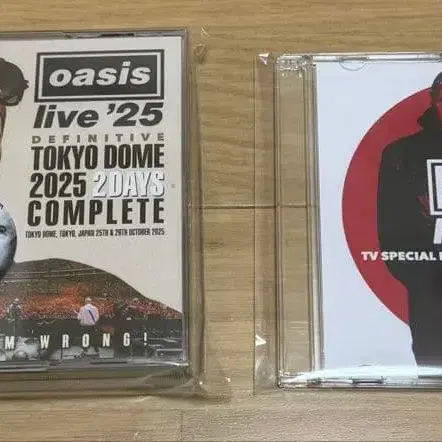 oasis
live '25
DEFINITIVE
TOKYO DOME
2025 2DAYS
COMPLETE
TOKYO DOME, TOKYO, JAPAN 25TH & 26TH OCTOBER 2025
M WRONG!
TV SPECIAL